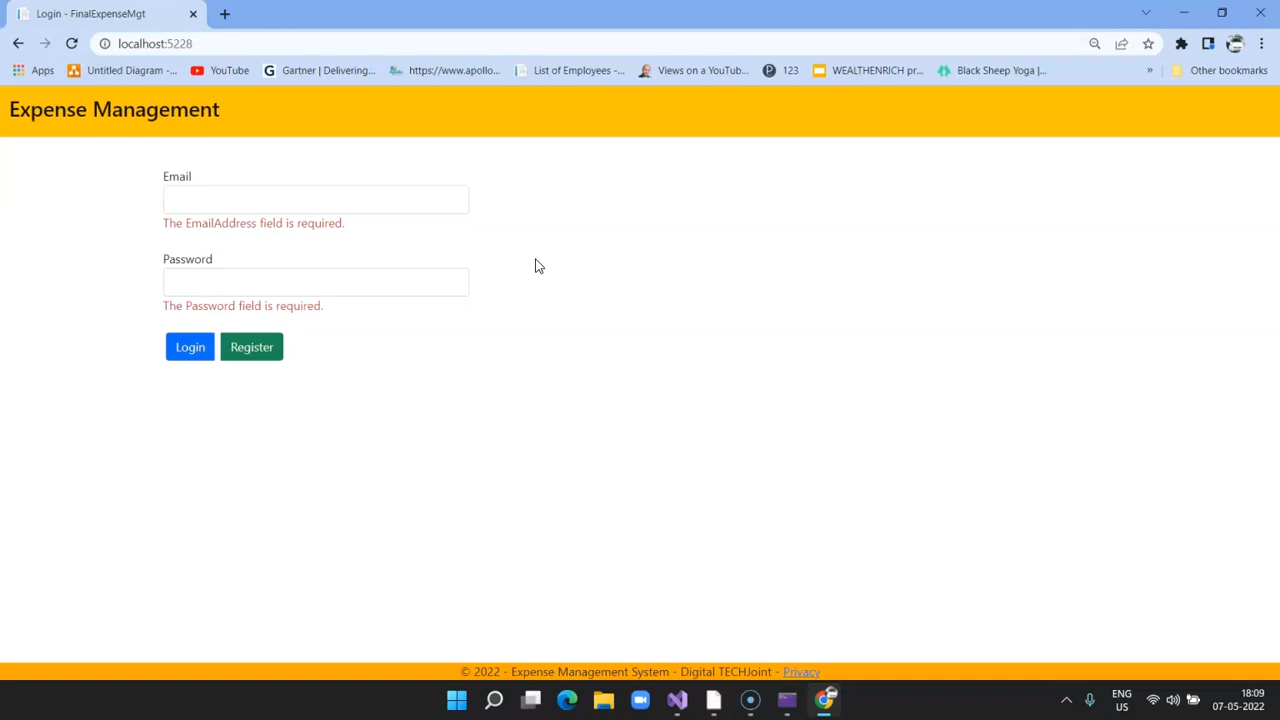 Login - FinalExpenseMgt
localhost:5228
Apps
Untitled Diagram -...
YouTube
Gartner | Delivering...
https://www.apollo...
List of Employees -...
Views on a YouTub...
123
WEALTHENRICH pr...
Black Sheep Yoga |...
»
Other bookmarks
Expense Management
Email
The EmailAddress field is required.
Password
The Password field is required.
Login
Register
© 2022 - Expense Management System - Digital TECHJoint - Privacy
ENG
US
18:09
07-05-2022